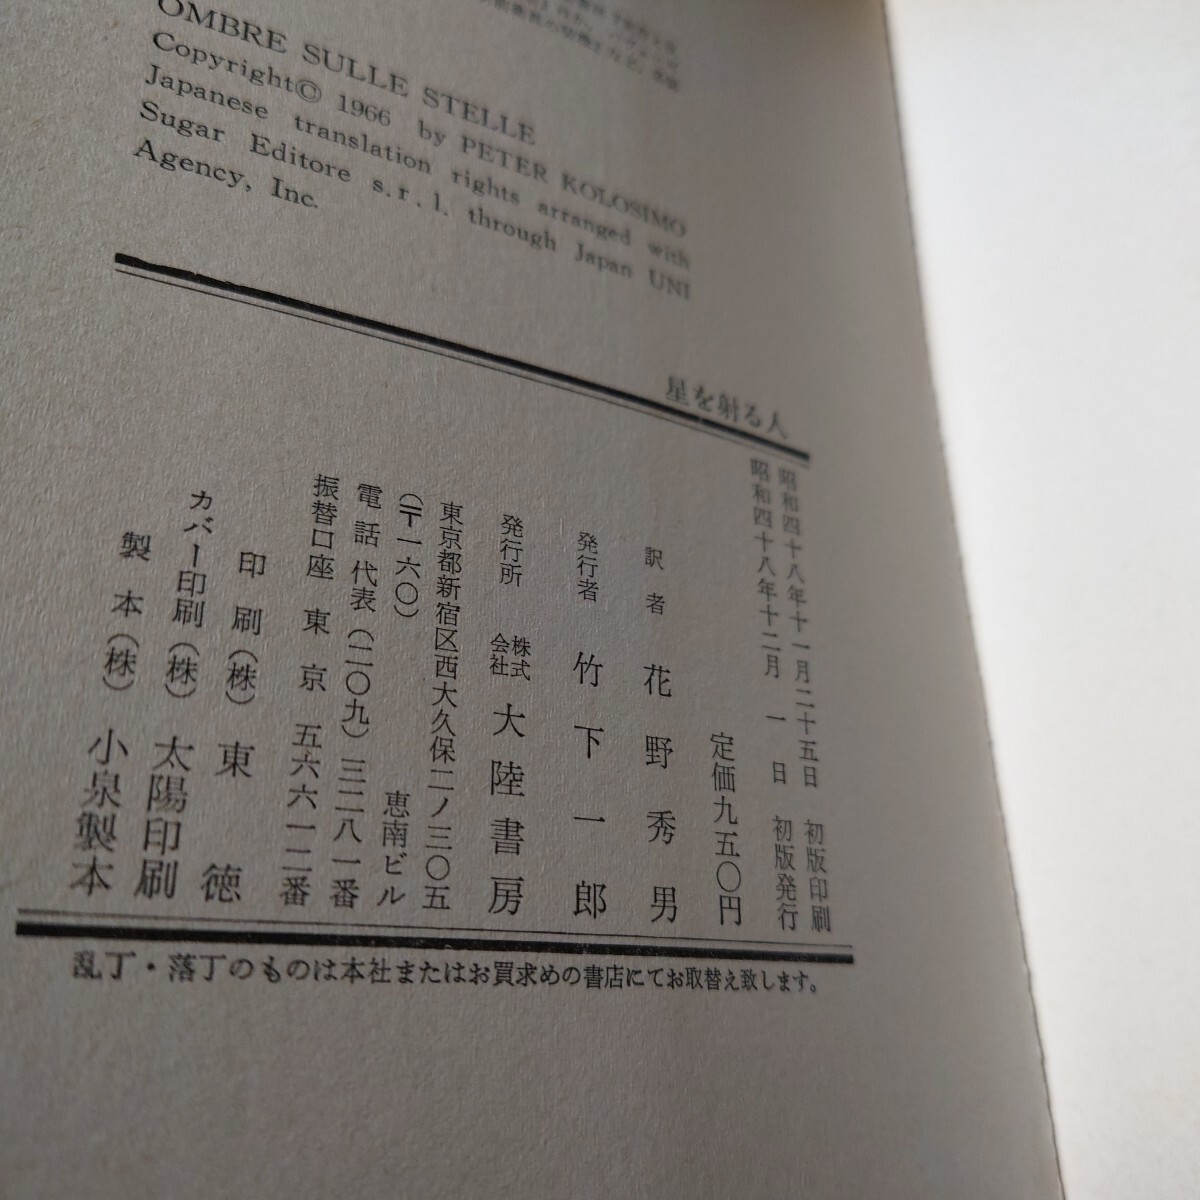 OMBRE SULLE STELLE
Copyright© 1966 by PETER KOLOSIMO
Japanese translation rights arranged with
Sugar Editore s.r.l. through Japan UNI
Agency, Inc.
星を射る人
昭和四十八年十一月二十五日 初版印刷
昭和四十八年十二月 一 日 初版発行
定価九五〇円
訳者 花野秀男
発行者 竹下一郎
発行所 株式会社 大陸書房
東京都新宿区西大久保二ノ三〇五
(〒一六〇) 恵南ビル
電話 代表(二〇九)三二八一番
振替口座 東京 五六六一二番
印刷(株) 東徳
カバー印刷(株) 太陽印刷
製本(株) 小泉製本
乱丁・落丁のものは本社またはお買求めの書店にてお取替え致します。